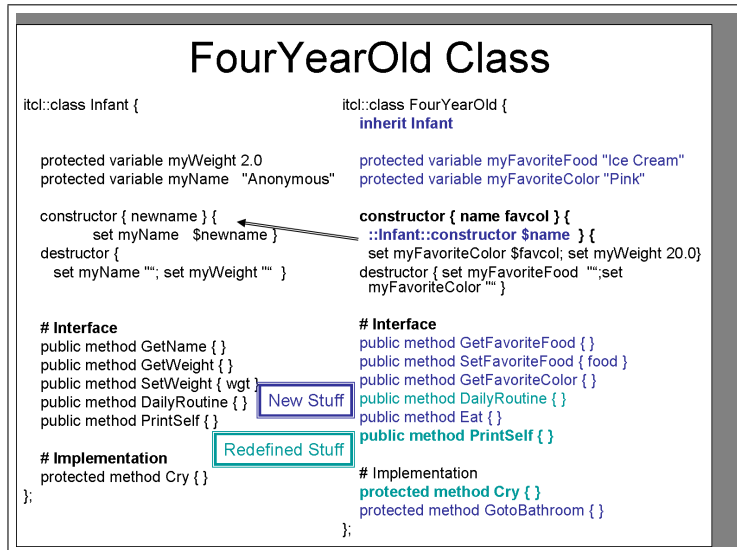 FourYearOld Class
itcl::class Infant {
protected variable myWeight 2.0
protected variable myName "Anonymous"
constructor { newname } {
set myName $newname }
destructor {
set myName "“; set myWeight "“ }
# Interface
public method GetName { }
public method GetWeight { }
public method SetWeight { wgt }
public method DailyRoutine { }
public method PrintSelf { }
# Implementation
protected method Cry { }
};
New Stuff
Redefined Stuff
itcl::class FourYearOld {
inherit Infant
protected variable myFavoriteFood "Ice Cream"
protected variable myFavoriteColor "Pink"
constructor { name favcol } {
::Infant::constructor $name } {
set myFavoriteColor $favcol; set myWeight 20.0}
destructor { set myFavoriteFood "“;set
myFavoriteColor "“ }
# Interface
public method GetFavoriteFood { }
public method SetFavoriteFood { food }
public method GetFavoriteColor { }
public method DailyRoutine { }
public method Eat { }
public method PrintSelf { }
# Implementation
protected method Cry { }
protected method GotoBathroom { }
};